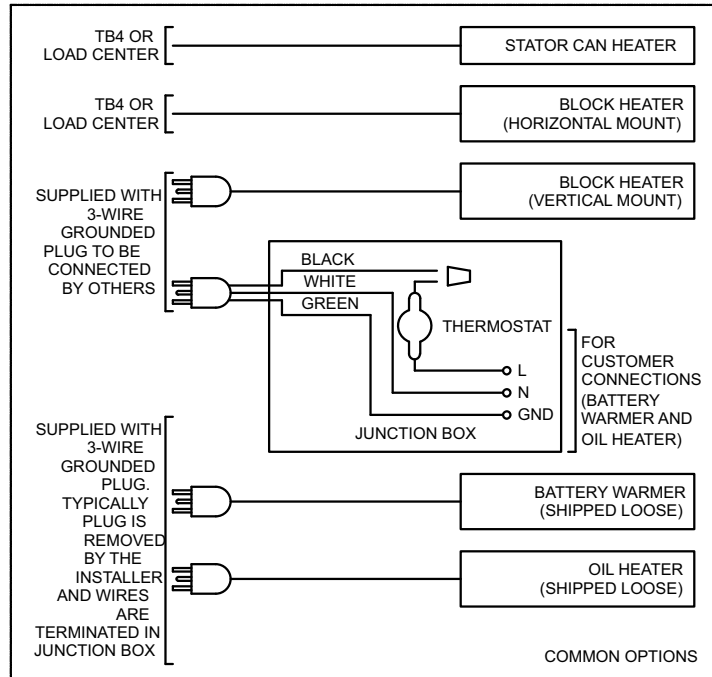 TB4 OR
LOAD CENTER
STATOR CAN HEATER
TB4 OR
LOAD CENTER
BLOCK HEATER
(HORIZONTAL MOUNT)
SUPPLIED WITH
3-WIRE
GROUNDED
PLUG TO BE
CONNECTED
BY OTHERS
BLOCK HEATER
(VERTICAL MOUNT)
BLACK
WHITE
GREEN
THERMOSTAT
L
N
GND
JUNCTION BOX
FOR
CUSTOMER
CONNECTIONS
(BATTERY
WARMER AND
OIL HEATER)
SUPPLIED WITH
3-WIRE
GROUNDED
PLUG.
TYPICALLY
PLUG IS
REMOVED
BY THE
INSTALLER
AND WIRES
ARE
TERMINATED IN
JUNCTION BOX
BATTERY WARMER
(SHIPPED LOOSE)
OIL HEATER
(SHIPPED LOOSE)
COMMON OPTIONS